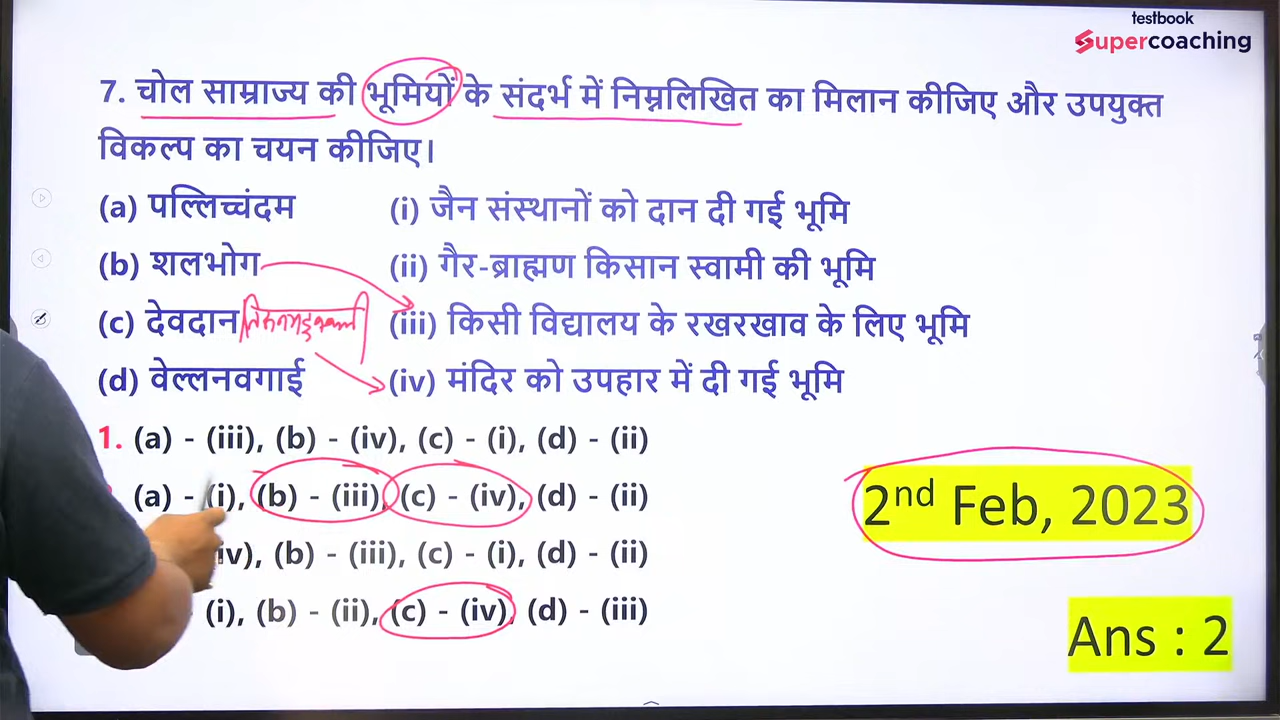 testbook
Supercoaching
7. चोल साम्राज्य की भूमियों के संदर्भ में निम्नलिखित का मिलान कीजिए और उपयुक्त
विकल्प का चयन कीजिए।
(a) पल्लिच्चंदम (i) जैन संस्थानों को दान दी गई भूमि
(b) शलभोग (ii) गैर-ब्राह्मण किसान स्वामी की भूमि
(c) देवदान (iii) किसी विद्यालय के रखरखाव के लिए भूमि
(d) वेल्लनवगाई (iv) मंदिर को उपहार में दी गई भूमि
1. (a) - (iii), (b) - (iv), (c) - (i), (d) - (ii)
(a) - (i), (b) - (iii), (c) - (iv), (d) - (ii)
iv), (b) - (iii), (c) - (i), (d) - (ii)
- (i), (b) - (ii), (c) - (iv), (d) - (iii)
2nd Feb, 2023
Ans : 2